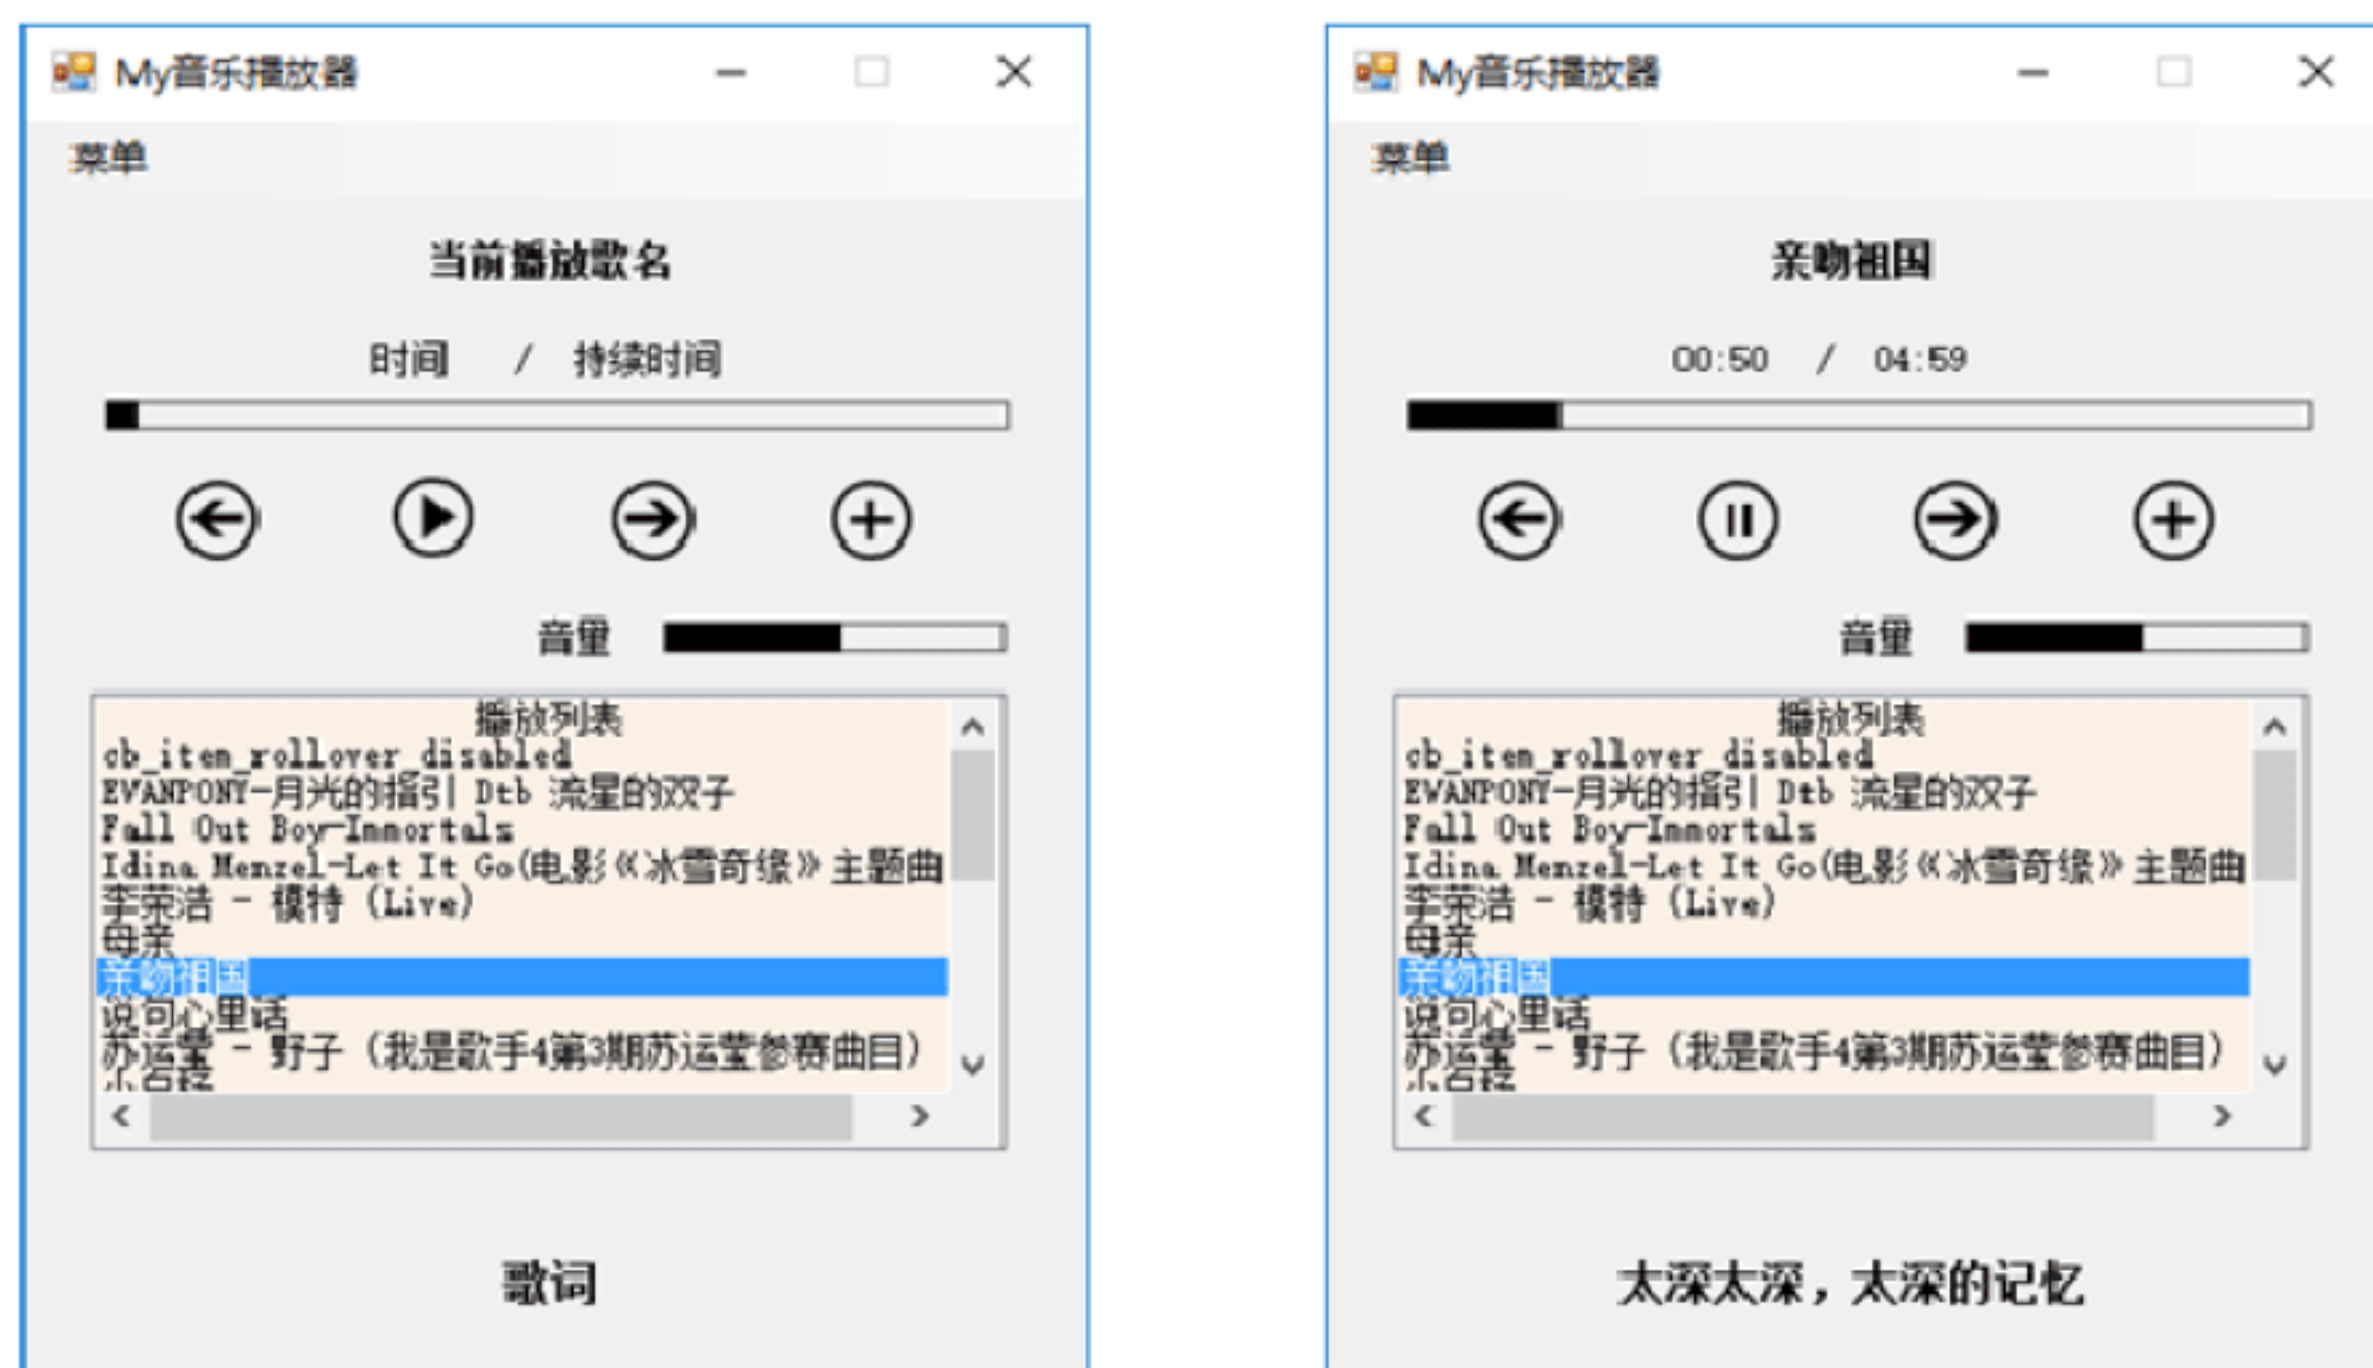 My音乐播放器
菜单
当前播放歌名
时间 / 持续时间
音量
播放列表
cb_item_rollover_disabled
EVANPONY-月光的指引 Dtb 流星的双子
Fall Out Boy-Immortals
Idina Menzel-Let It Go(电影《冰雪奇缘》主题曲
李荣浩 - 模特 (Live)
母亲
亲吻祖国
说句心里话
苏运莹 - 野子 (我是歌手4第3期苏运莹参赛曲目)
歌词
My音乐播放器
菜单
亲吻祖国
00:50 / 04:59
音量
播放列表
cb_item_rollover_disabled
EVANPONY-月光的指引 Dtb 流星的双子
Fall Out Boy-Immortals
Idina Menzel-Let It Go(电影《冰雪奇缘》主题曲
李荣浩 - 模特 (Live)
母亲
亲吻祖国
说句心里话
苏运莹 - 野子 (我是歌手4第3期苏运莹参赛曲目)
太深太深，太深的记忆